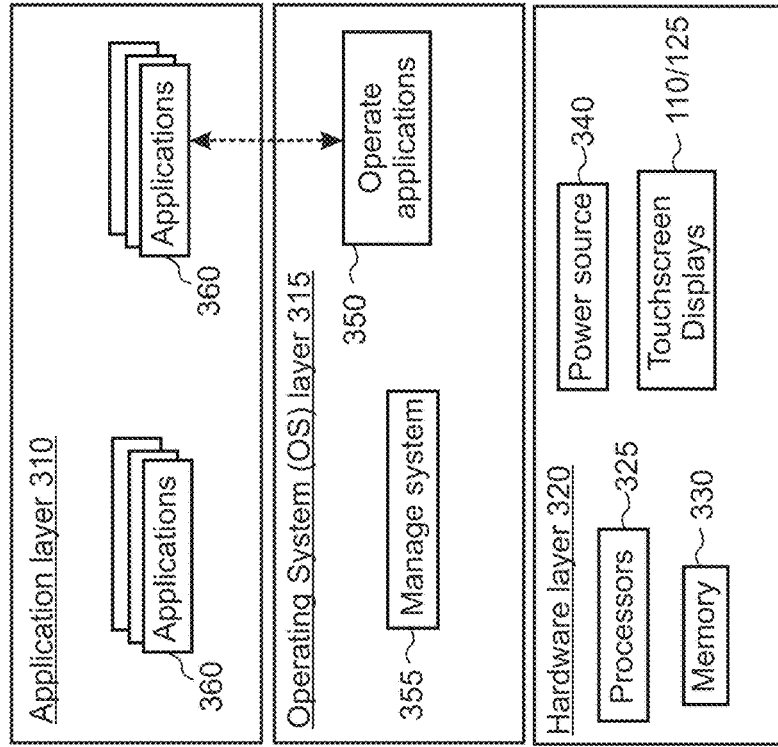 Application layer 310
Applications
360
Applications
360
Operating System (OS) layer 315
Manage system
355
Operate
applications
350
Hardware layer 320
Processors
325
Memory
330
Power source
340
Touchscreen
Displays
110/125